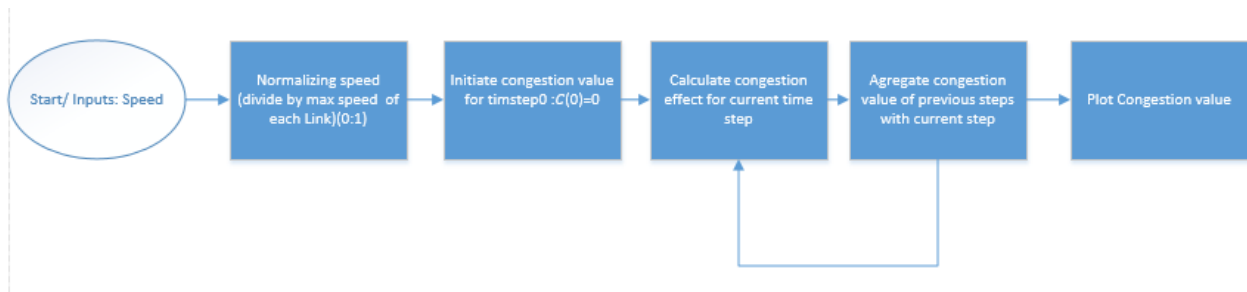 Start/ Inputs: Speed
Normalizing speed
(divide by max speed of
each Link)(0:1)
Initiate congestion value
for timstep0 :C(0)=0
Calculate congestion
effect for current time
step
Agregate congestion
value of previous steps
with current step
Plot Congestion value